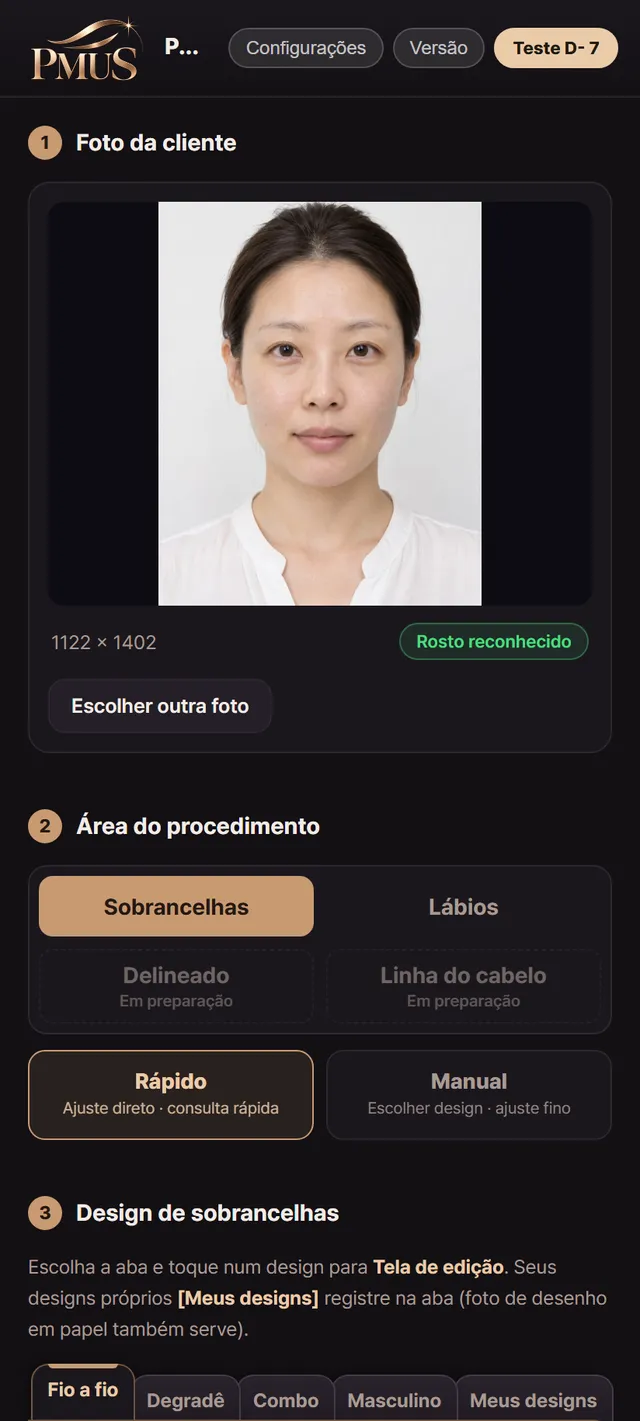 PMUS
P...
Configurações
Versão
Teste D- 7
1
Foto da cliente
1122 × 1402
Rosto reconhecido
Escolher outra foto
2
Área do procedimento
Sobrancelhas
Lábios
Delineado
Em preparação
Linha do cabelo
Em preparação
Rápido
Ajuste direto · consulta rápida
Manual
Escolher design · ajuste fino
3
Design de sobrancelhas
Escolha a aba e toque num design para Tela de edição. Seus
designs próprios [Meus designs] registre na aba (foto de desenho
em papel também serve).
Fio a fio
Degradê
Combo
Masculino
Meus designs